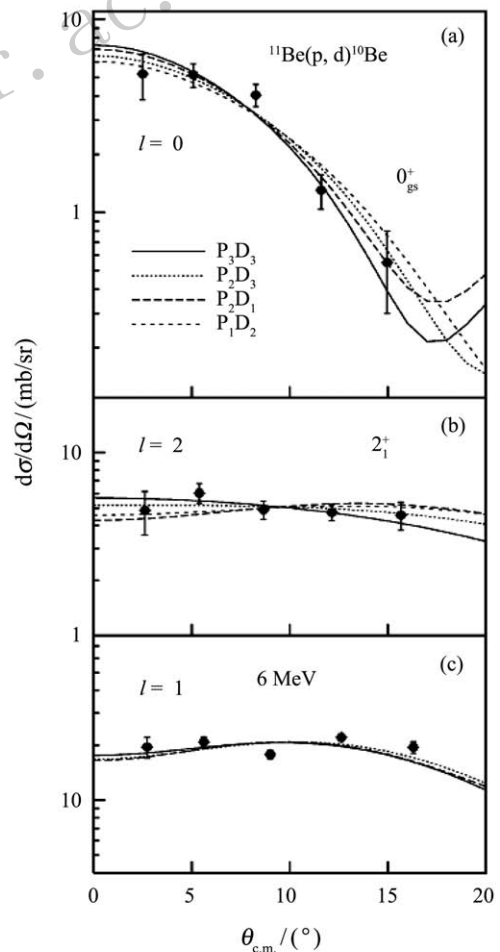 r.ac.
10
(a)
¹¹Be(p, d)¹⁰Be
l = 0
0⁺gs
1
P₃D₃
P₂D₃
P₂D₁
P₁D₂
dσ/dΩ/(mb/sr)
(b)
l = 2
2⁺₁
10
1
(c)
l = 1
6 MeV
10
0
5
10
15
20
θc.m./(°)